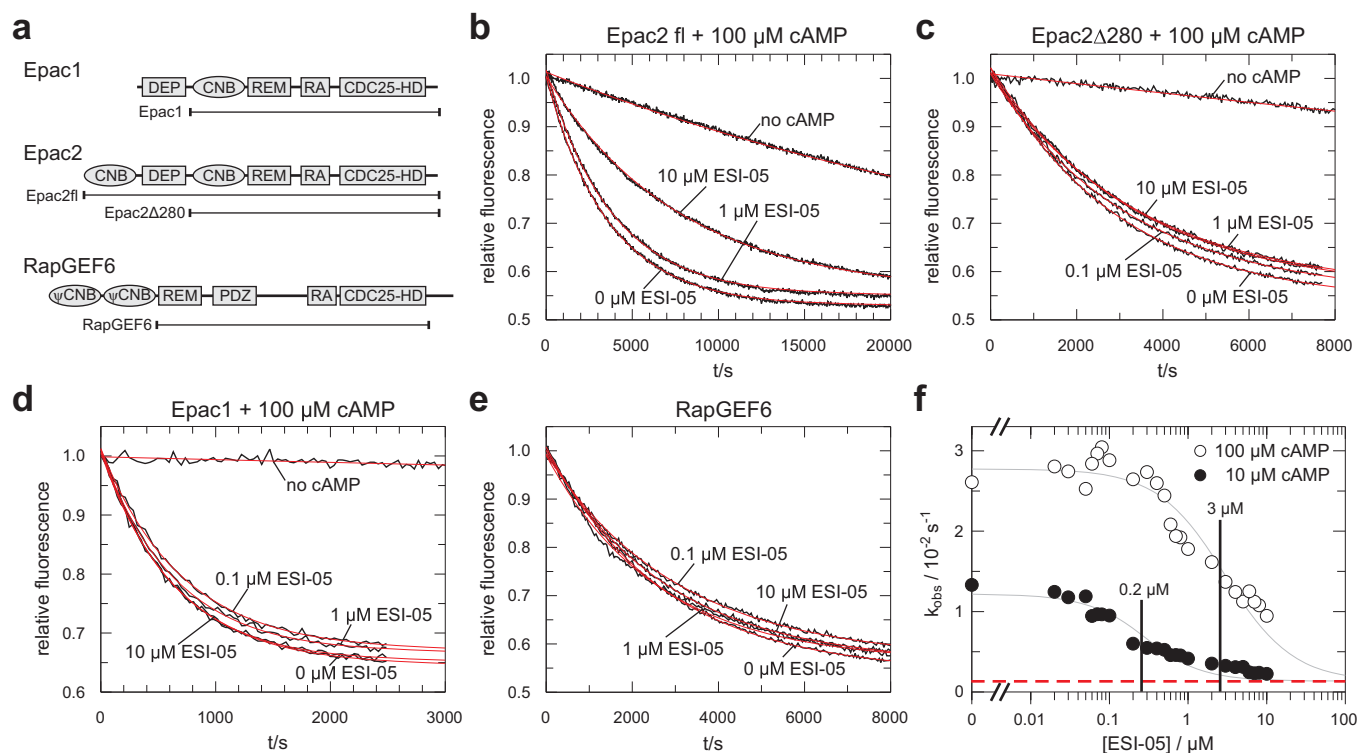 a
Epac1
DEP CNB REM RA CDC25-HD
Epac1
Epac2
CNB DEP CNB REM RA CDC25-HD
Epac2fl
Epac2Δ280
RapGEF6
ψCNB ψCNB REM PDZ RA CDC25-HD
RapGEF6
b
Epac2 fl + 100 µM cAMP
relative fluorescence
1.0
0.9
0.8
0.7
0.6
0.5
no cAMP
10 µM ESI-05
1 µM ESI-05
0 µM ESI-05
0 5000 10000 15000 20000
t/s
c
Epac2Δ280 + 100 µM cAMP
relative fluorescence
1.0
0.9
0.8
0.7
0.6
0.5
no cAMP
10 µM ESI-05
1 µM ESI-05
0.1 µM ESI-05
0 µM ESI-05
0 2000 4000 6000 8000
t/s
d
Epac1 + 100 µM cAMP
relative fluorescence
1.0
0.9
0.8
0.7
0.6
no cAMP
0.1 µM ESI-05
1 µM ESI-05
10 µM ESI-05
0 µM ESI-05
0 1000 2000 3000
t/s
e
RapGEF6
relative fluorescence
1.0
0.9
0.8
0.7
0.6
0.5
0.1 µM ESI-05
10 µM ESI-05
1 µM ESI-05
0 µM ESI-05
0 2000 4000 6000 8000
t/s
f
kobs / 10-2 s-1
3
2
1
0
100 µM cAMP
10 µM cAMP
3 µM
0.2 µM
0 0.01 0.1 1 10 100
[ESI-05] / µM